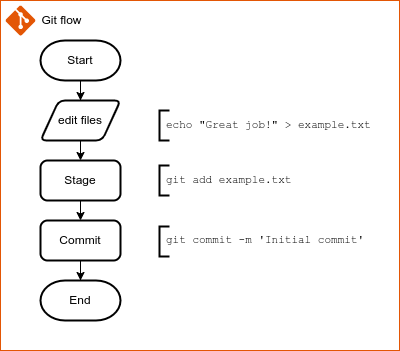 Git flow
Start
edit files
echo "Great job!" > example.txt
Stage
git add example.txt
Commit
git commit -m 'Initial commit'
End